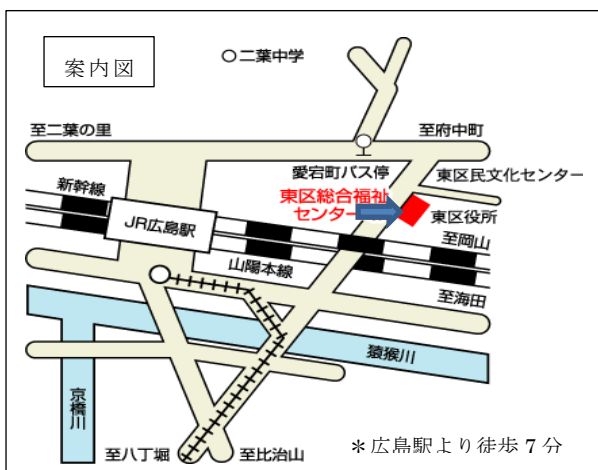 案内図
二葉中学
至二葉の里
至府中町
愛宕町バス停
東区民文化センター
新幹線
東区総合福祉
センター
東区役所
JR広島駅
至岡山
山陽本線
至海田
猿猴川
京橋川
至八丁堀
至比治山
＊広島駅より徒歩7分